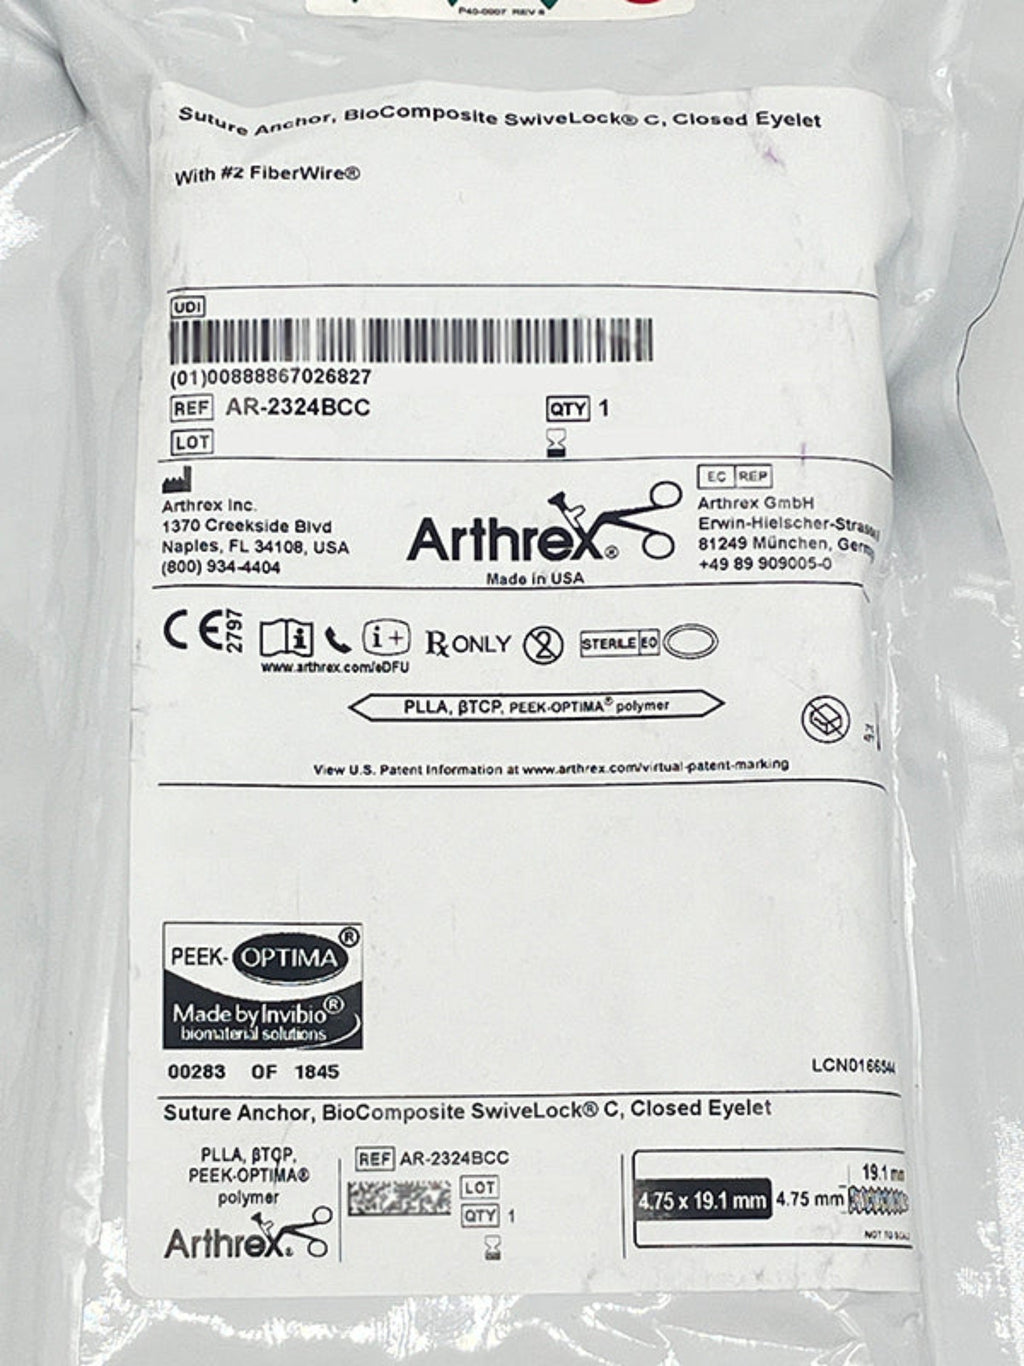 P40-0007 REV 8
Suture Anchor, BioComposite SwiveLock® C, Closed Eyelet
With #2 FiberWire®
UDI
(01)00888867026827
REF AR-2324BCC QTY 1
LOT
Arthrex Inc.
1370 Creekside Blvd
Naples, FL 34108, USA
(800) 934-4404
Arthrex®
Made in USA
EC REP
Arthrex GmbH
Erwin-Hielscher-Strasse
81249 München, Germ
+49 89 909005-0
CE 2797
i i+ Rx ONLY 2 STERILE EO
www.arthrex.com/eDFU
PLLA, βTCP, PEEK-OPTIMA® polymer
View U.S. Patent Information at www.arthrex.com/virtual-patent-marking
PEEK-OPTIMA®
Made by Invibio®
biomaterial solutions
00283 OF 1845
LCN0166544
Suture Anchor, BioComposite SwiveLock® C, Closed Eyelet
PLLA, βTCP,
PEEK-OPTIMA®
polymer
Arthrex®
REF AR-2324BCC
LOT
QTY 1
4.75 x 19.1 mm 4.75 mm
19.1 mm
NOT TO SCAL